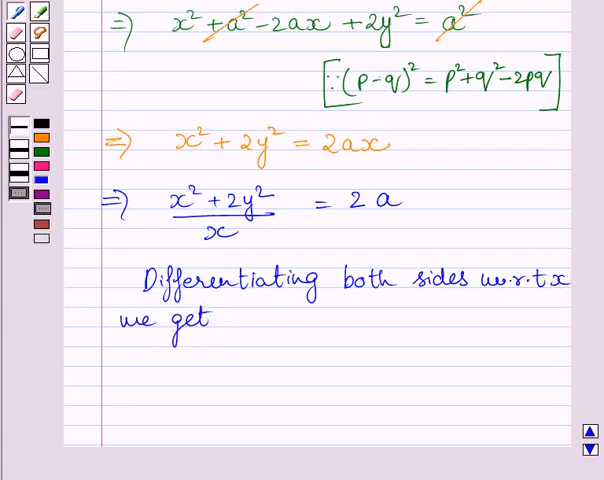 ⇒) x² + a² - 2ax + 2y² = a²
[∵ (p-q)² = p² + q² - 2pq]
⇒) x² + 2y² = 2ax
⇒) x² + 2y² / x = 2a
Differentiating both sides w.r.t x
we get